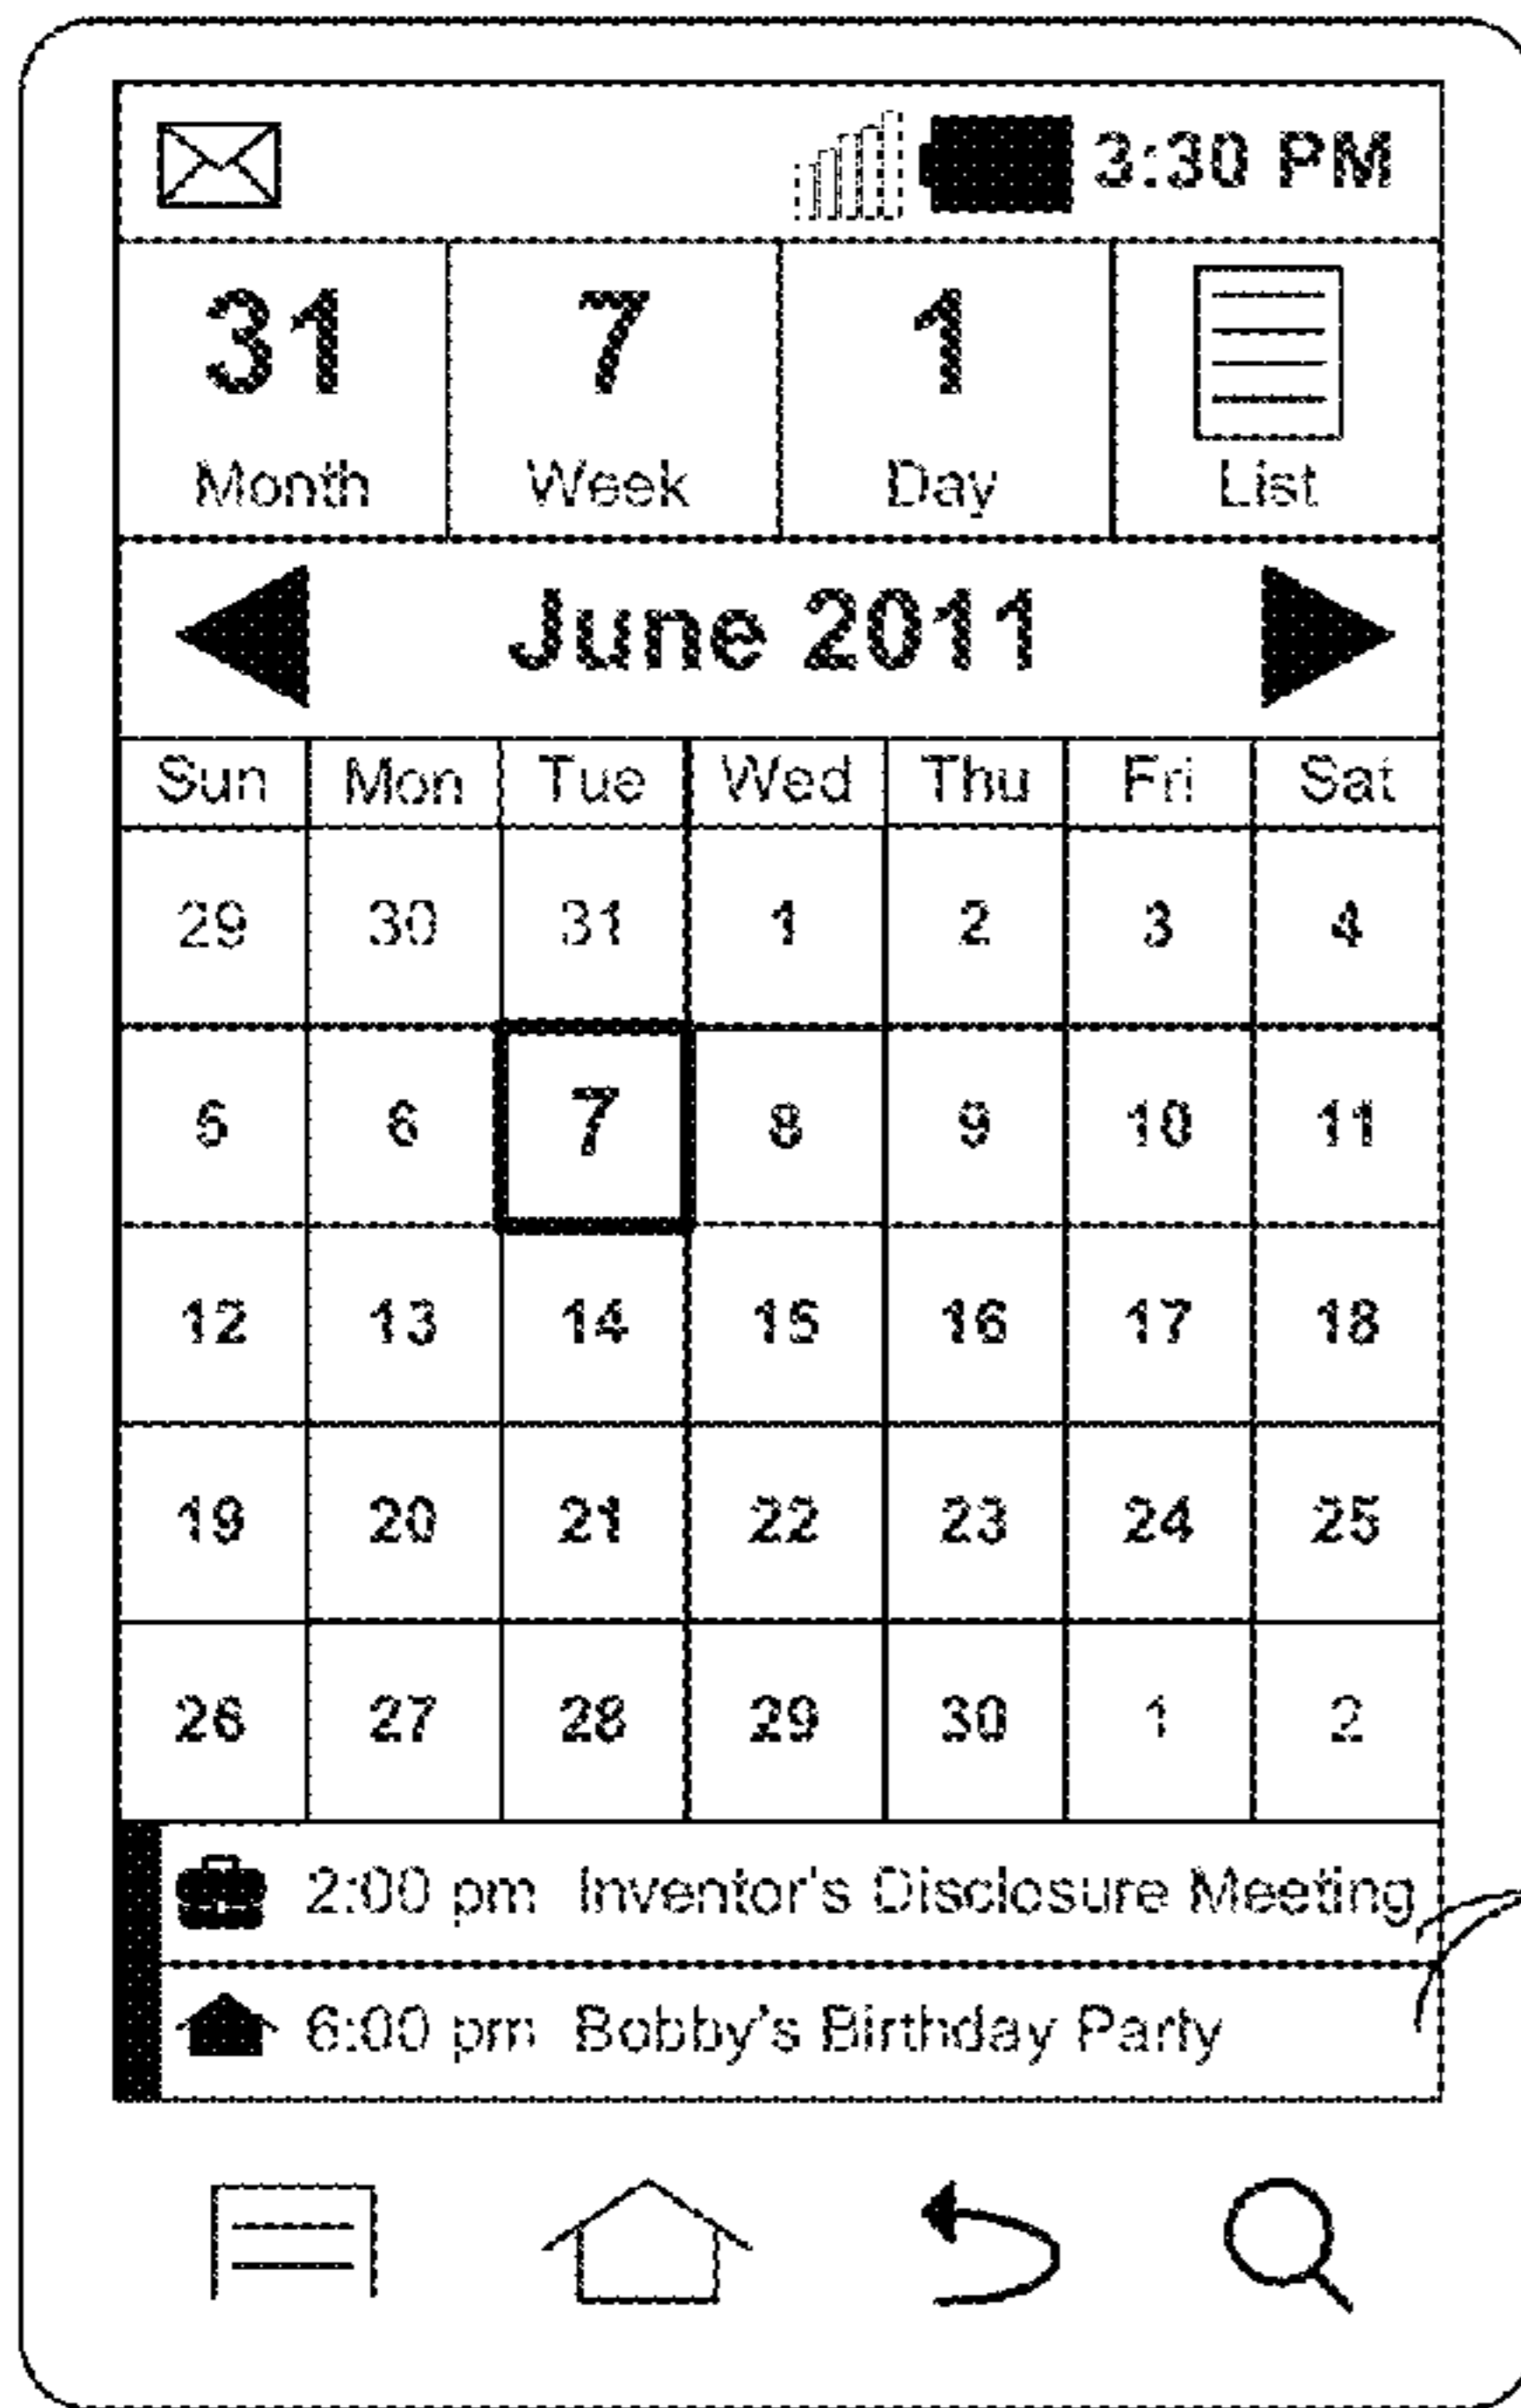 3:30 PM
31 7 1
Month Week Day List
June 2011
Sun Mon Tue Wed Thu Fri Sat
29 30 31 1 2 3 4
5 6 7 8 9 10 11
12 13 14 15 16 17 18
19 20 21 22 23 24 25
26 27 28 29 30 1 2
2:00 pm Inventor's Disclosure Meeting
6:00 pm Bobby's Birthday Party